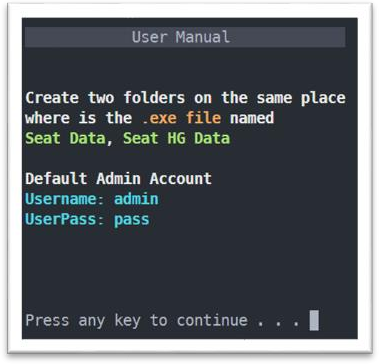 User Manual
Create two folders on the same place
where is the .exe file named
Seat Data, Seat HG Data
Default Admin Account
Username: admin
UserPass: pass
Press any key to continue . . .